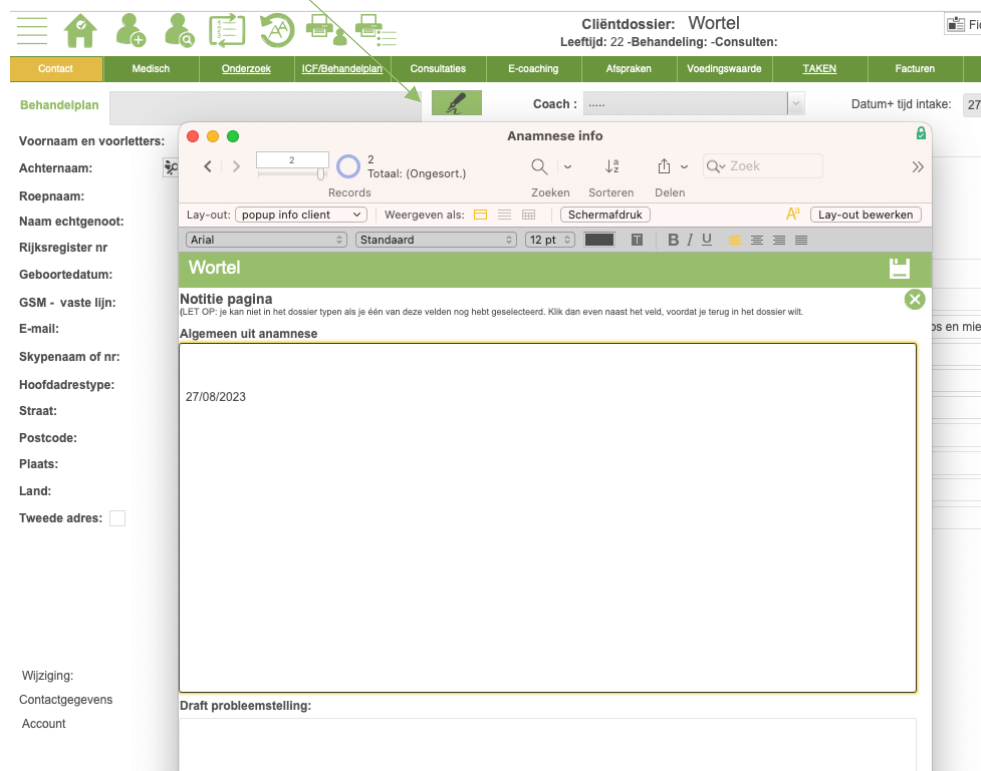 Cliëntdossier: Wortel
Leeftijd: 22 -Behandeling: -Consulten:
Contact Medisch Onderzoek ICF/Behandelplan Consultaties E-coaching Afspraken Voedingswaarde TAKEN Facturen
Behandelplan Coach : ..... Datum+ tijd intake: 27
Voornaam en voorletters:
Achternaam:
Roepnaam:
Naam echtgenoot:
Rijksregister nr
Geboortedatum:
GSM - vaste lijn:
E-mail:
Skypenaam of nr:
Hoofdadrestype:
Straat:
Postcode:
Plaats:
Land:
Tweede adres:
Wijziging:
Contactgegevens
Account
Anamnese info
2 2
Totaal: (Ongesort.)
Zoek
Records Zoeken Sorteren Delen
Lay-out: popup info client Weergeven als: Schermafdruk Aª Lay-out bewerken
Arial Standaard 12 pt B I U
Wortel
Notitie pagina
(LET OP: je kan niet in het dossier typen als je één van deze velden nog hebt geselecteerd. Klik dan even naast het veld, voordat je terug in het dossier wilt.
Algemeen uit anamnese
27/08/2023
Draft probleemstelling: